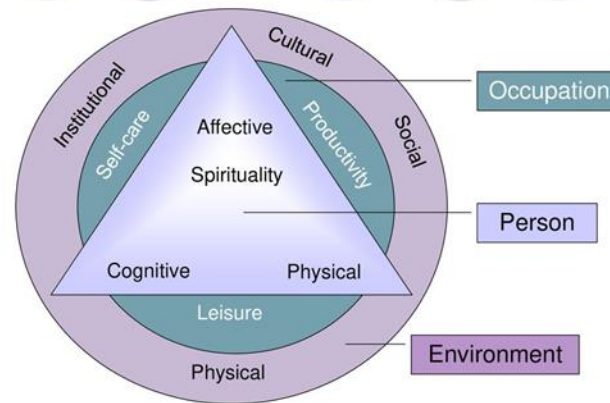 Cultural
Institutional
Social
Self-care
Productivity
Affective
Spirituality
Cognitive
Physical
Leisure
Physical
Occupation
Person
Environment